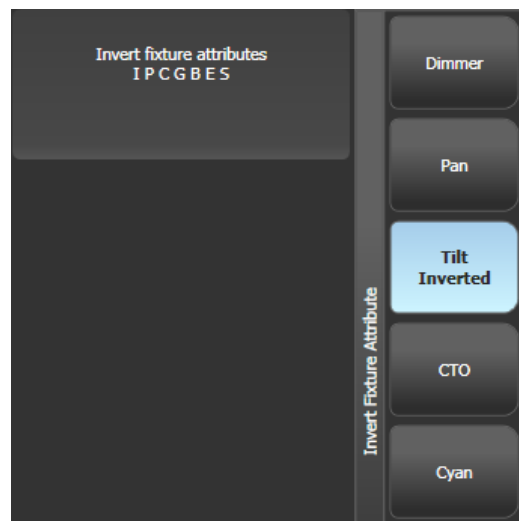 Invert fixture attributes
I P C G B E S
Invert Fixture Attribute
Dimmer
Pan
Tilt
Inverted
CTO
Cyan